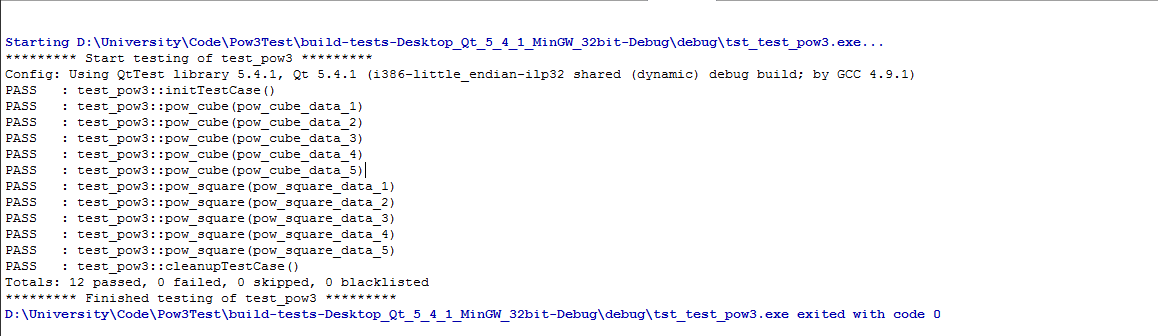 Starting D:\University\Code\Pow3Test\build-tests-Desktop_Qt_5_4_1_MinGW_32bit-Debug\debug\tst_test_pow3.exe...
********* Start testing of test_pow3 *********
Config: Using QtTest library 5.4.1, Qt 5.4.1 (i386-little_endian-ilp32 shared (dynamic) debug build; by GCC 4.9.1)
PASS   : test_pow3::initTestCase()
PASS   : test_pow3::pow_cube(pow_cube_data_1)
PASS   : test_pow3::pow_cube(pow_cube_data_2)
PASS   : test_pow3::pow_cube(pow_cube_data_3)
PASS   : test_pow3::pow_cube(pow_cube_data_4)
PASS   : test_pow3::pow_cube(pow_cube_data_5)
PASS   : test_pow3::pow_square(pow_square_data_1)
PASS   : test_pow3::pow_square(pow_square_data_2)
PASS   : test_pow3::pow_square(pow_square_data_3)
PASS   : test_pow3::pow_square(pow_square_data_4)
PASS   : test_pow3::pow_square(pow_square_data_5)
PASS   : test_pow3::cleanupTestCase()
Totals: 12 passed, 0 failed, 0 skipped, 0 blacklisted
********* Finished testing of test_pow3 *********
D:\University\Code\Pow3Test\build-tests-Desktop_Qt_5_4_1_MinGW_32bit-Debug\debug\tst_test_pow3.exe exited with code 0